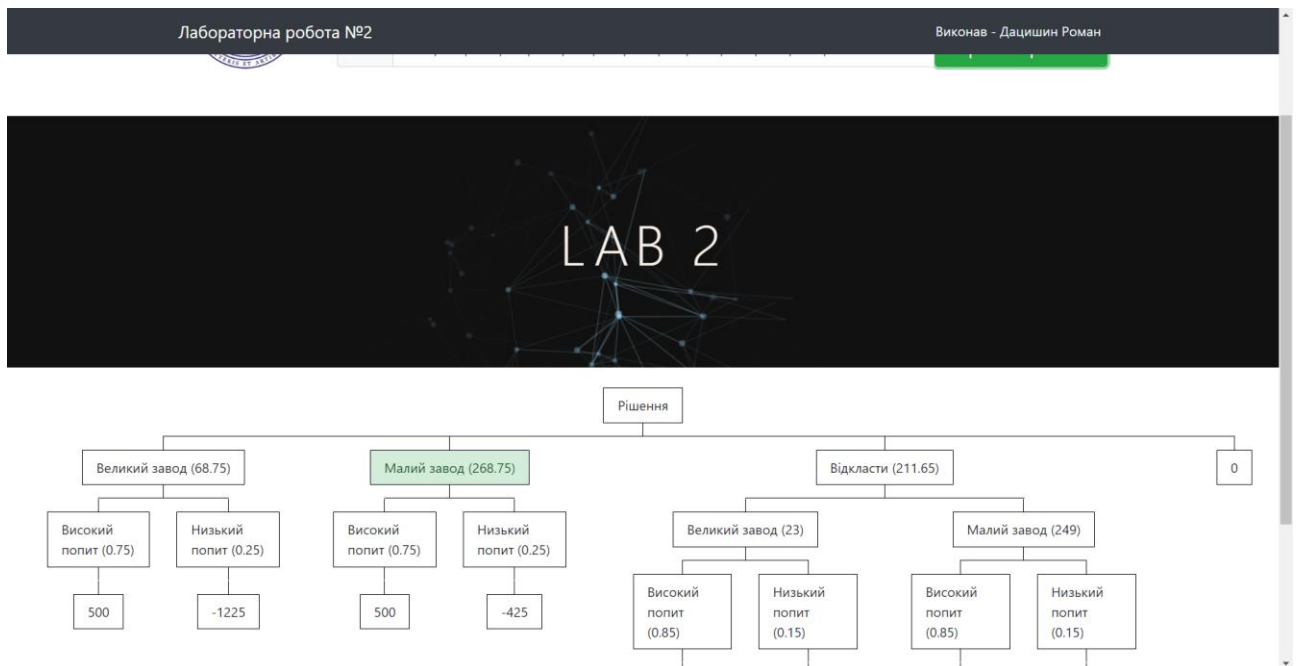 Лабораторна робота №2
Виконав - Дацишин Роман
TERIS ET ARTI
LAB 2
Рішення
Великий завод (68.75)
Малий завод (268.75)
Відкласти (211.65)
0
Високий
попит (0.75)
Низький
попит (0.25)
Високий
попит (0.75)
Низький
попит (0.25)
Великий завод (23)
Малий завод (249)
500
-1225
500
-425
Високий
попит
(0.85)
Низький
попит
(0.15)
Високий
попит
(0.85)
Низький
попит
(0.15)